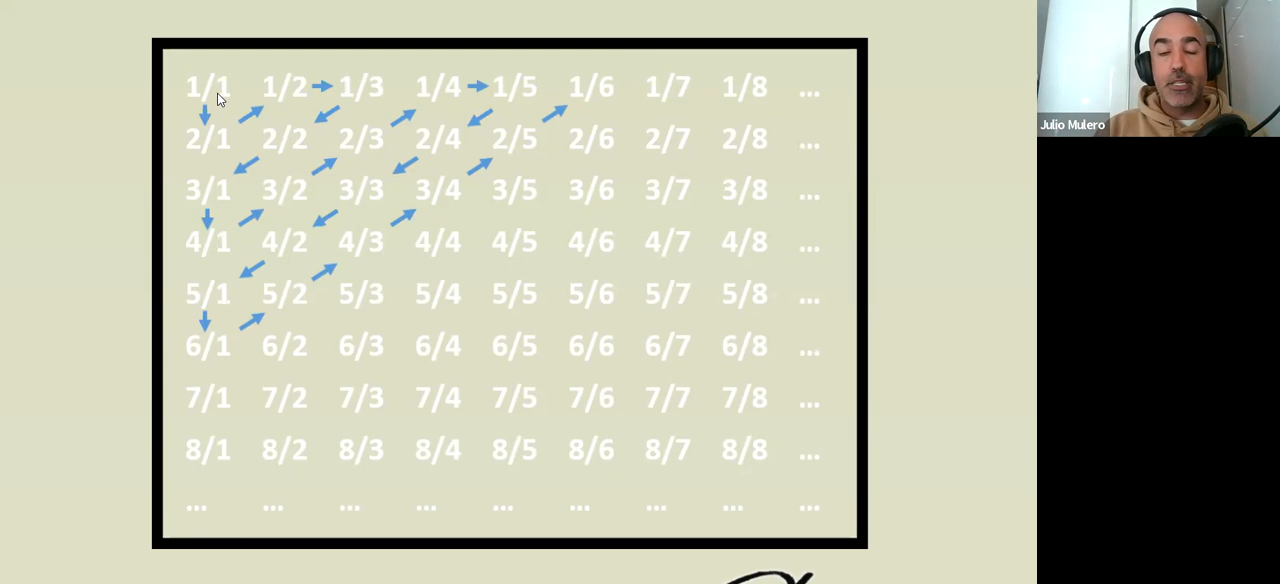 1/1 1/2 1/3 1/4 1/5 1/6 1/7 1/8 ...
2/1 2/2 2/3 2/4 2/5 2/6 2/7 2/8 ...
3/1 3/2 3/3 3/4 3/5 3/6 3/7 3/8 ...
4/1 4/2 4/3 4/4 4/5 4/6 4/7 4/8 ...
5/1 5/2 5/3 5/4 5/5 5/6 5/7 5/8 ...
6/1 6/2 6/3 6/4 6/5 6/6 6/7 6/8 ...
7/1 7/2 7/3 7/4 7/5 7/6 7/7 7/8 ...
8/1 8/2 8/3 8/4 8/5 8/6 8/7 8/8 ...
... ... ... ... ... ... ... ... ...
Julio Mulero